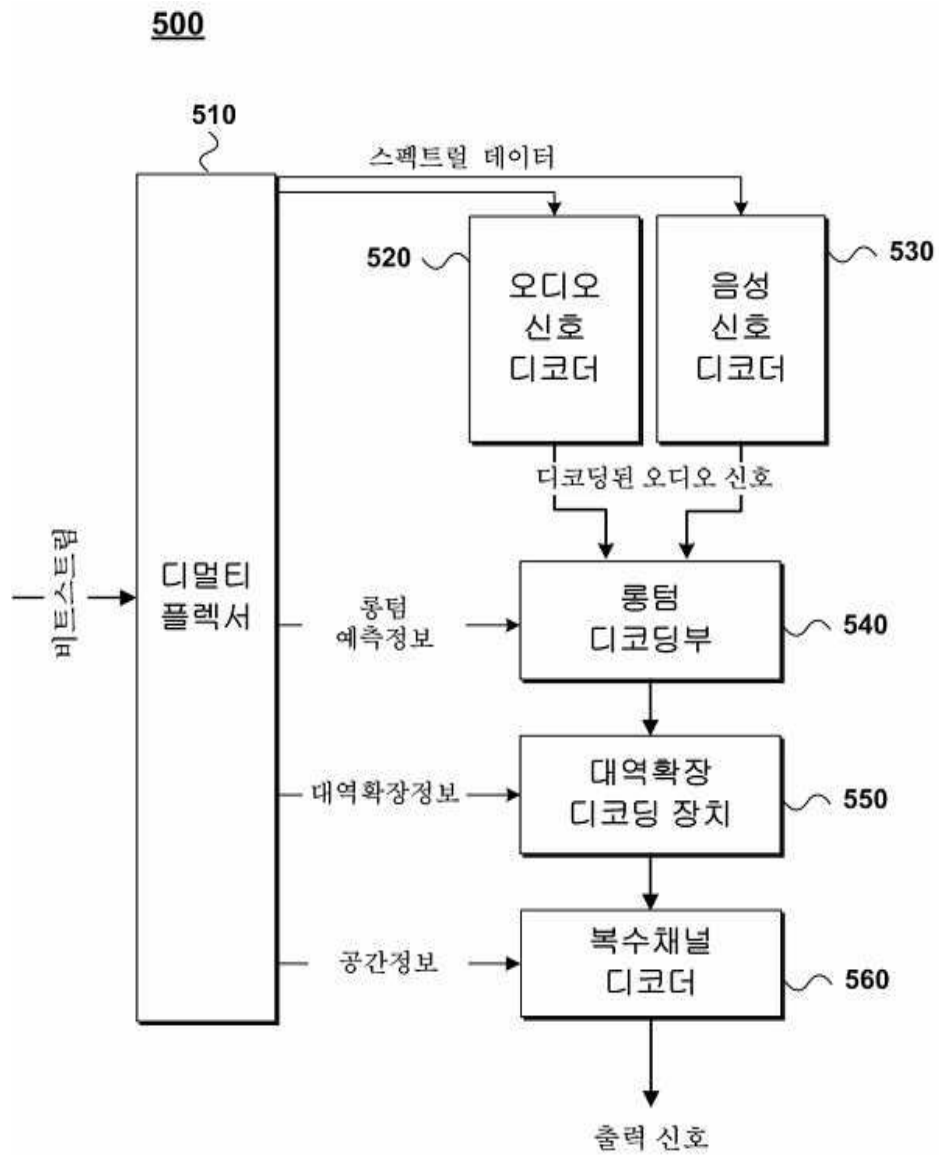 500
510
스펙트럴 데이터
520
오디오
신호
디코더
530
음성
신호
디코더
디코딩된 오디오 신호
비트스트림
디멀티
플렉서
롱텀
예측정보
롱텀
디코딩부
540
대역확장정보
대역확장
디코딩 장치
550
공간정보
복수채널
디코더
560
출력 신호